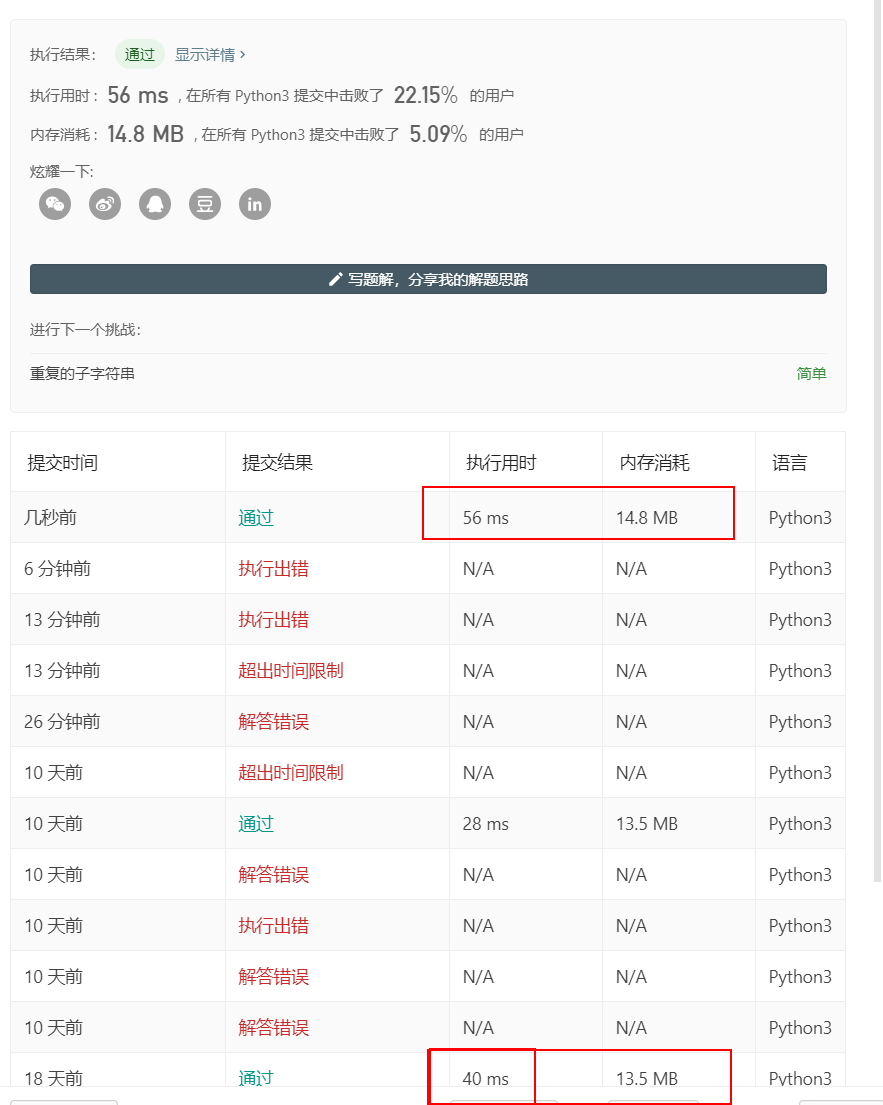 执行结果： 通过 显示详情 ›
执行用时 : 56 ms , 在所有 Python3 提交中击败了 22.15% 的用户
内存消耗 : 14.8 MB , 在所有 Python3 提交中击败了 5.09% 的用户
炫耀一下:
豆 in
写题解，分享我的解题思路
进行下一个挑战：
重复的子字符串 简单
提交时间 提交结果 执行用时 内存消耗 语言
几秒前 通过 56 ms 14.8 MB Python3
6 分钟前 执行出错 N/A N/A Python3
13 分钟前 执行出错 N/A N/A Python3
13 分钟前 超出时间限制 N/A N/A Python3
26 分钟前 解答错误 N/A N/A Python3
10 天前 超出时间限制 N/A N/A Python3
10 天前 通过 28 ms 13.5 MB Python3
10 天前 解答错误 N/A N/A Python3
10 天前 执行出错 N/A N/A Python3
10 天前 解答错误 N/A N/A Python3
10 天前 解答错误 N/A N/A Python3
18 天前 通过 40 ms 13.5 MB Python3